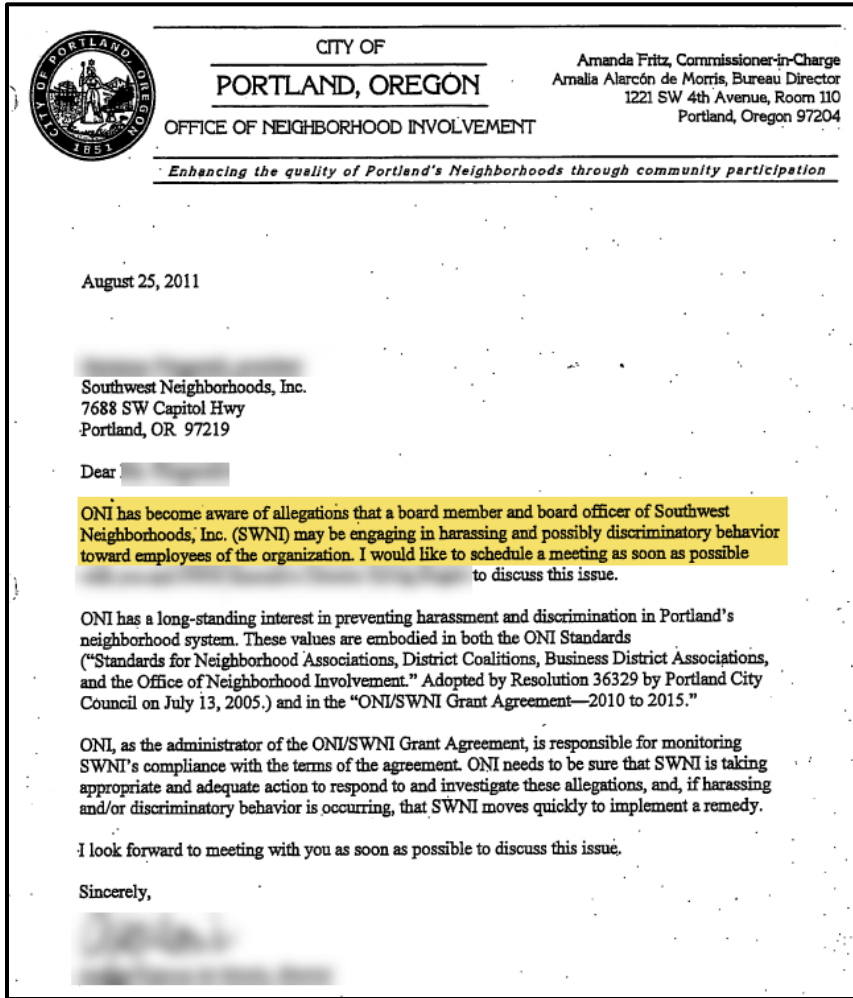 CITY OF PORTLAND, OREGON
1851
CITY OF
PORTLAND, OREGON
OFFICE OF NEIGHBORHOOD INVOLVEMENT
Amanda Fritz, Commissioner-in-Charge
Amalia Alarcón de Morris, Bureau Director
1221 SW 4th Avenue, Room 110
Portland, Oregon 97204
Enhancing the quality of Portland's Neighborhoods through community participation
August 25, 2011
Southwest Neighborhoods, Inc.
7688 SW Capitol Hwy
Portland, OR 97219
Dear
ONI has become aware of allegations that a board member and board officer of Southwest
Neighborhoods, Inc. (SWNI) may be engaging in harassing and possibly discriminatory behavior
toward employees of the organization. I would like to schedule a meeting as soon as possible
to discuss this issue.
ONI has a long-standing interest in preventing harassment and discrimination in Portland's
neighborhood system. These values are embodied in both the ONI Standards
("Standards for Neighborhood Associations, District Coalitions, Business District Associations,
and the Office of Neighborhood Involvement." Adopted by Resolution 36329 by Portland City
Council on July 13, 2005.) and in the "ONI/SWNI Grant Agreement—2010 to 2015."
ONI, as the administrator of the ONI/SWNI Grant Agreement, is responsible for monitoring
SWNI's compliance with the terms of the agreement. ONI needs to be sure that SWNI is taking
appropriate and adequate action to respond to and investigate these allegations, and, if harassing
and/or discriminatory behavior is occurring, that SWNI moves quickly to implement a remedy.
I look forward to meeting with you as soon as possible to discuss this issue.
Sincerely,